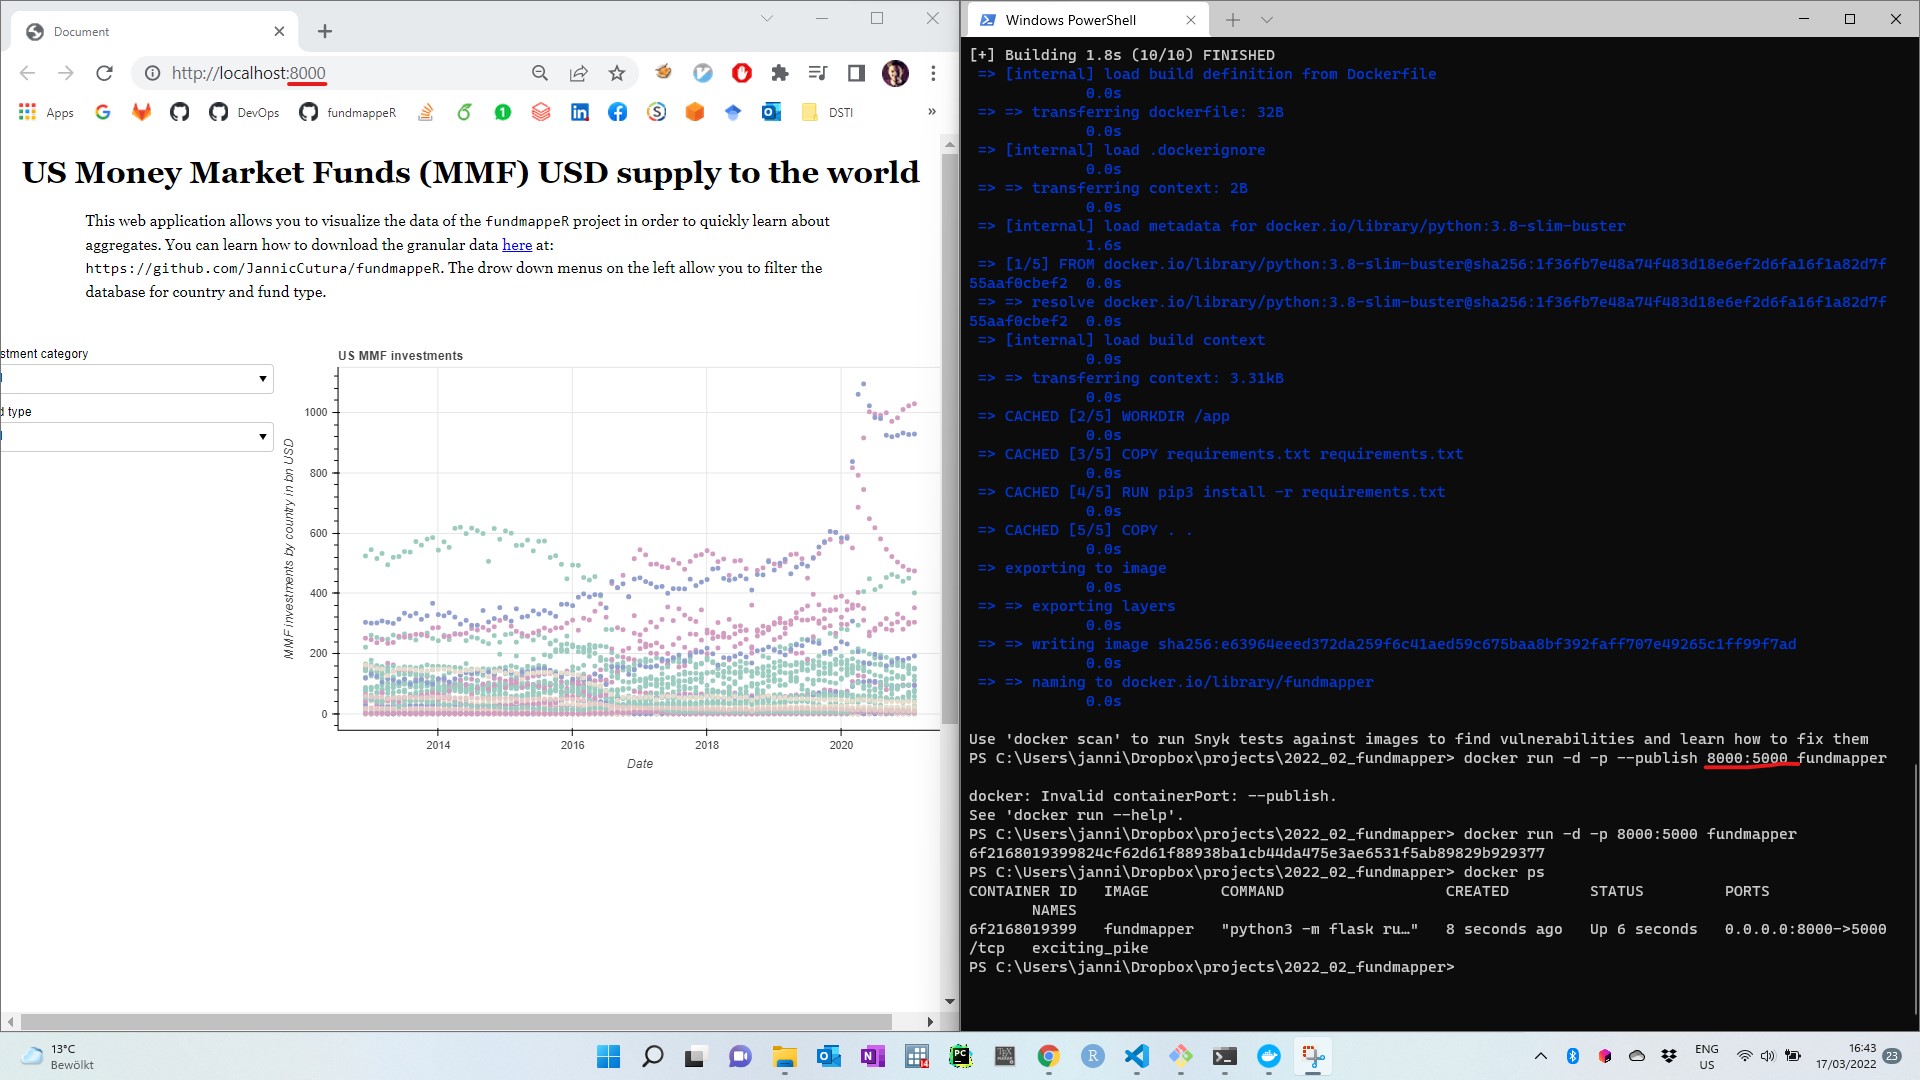 Document
http://localhost:8000
Apps
DevOps
fundmappeR
DSTI
»
US Money Market Funds (MMF) USD supply to the world
This web application allows you to visualize the data of the fundmappeR project in order to quickly learn about
aggregates. You can learn how to download the granular data here at:
https://github.com/JannicCutura/fundmappeR. The drow down menus on the left allow you to filter the
database for country and fund type.
stment category
d type
US MMF investments
MMF investments by country in bn USD
1000
800
600
400
200
0
2014
2016
2018
2020
Date
Windows PowerShell
[+] Building 1.8s (10/10) FINISHED
=> [internal] load build definition from Dockerfile
0.0s
=> => transferring dockerfile: 32B
0.0s
=> [internal] load .dockerignore
0.0s
=> => transferring context: 2B
0.0s
=> [internal] load metadata for docker.io/library/python:3.8-slim-buster
1.6s
=> [1/5] FROM docker.io/library/python:3.8-slim-buster@sha256:1f36fb7e48a74f483d18e6ef2d6fa16f1a82d7f
55aaf0cbef2  0.0s
=> => resolve docker.io/library/python:3.8-slim-buster@sha256:1f36fb7e48a74f483d18e6ef2d6fa16f1a82d7f
55aaf0cbef2  0.0s
=> [internal] load build context
0.0s
=> => transferring context: 3.31kB
0.0s
=> CACHED [2/5] WORKDIR /app
0.0s
=> CACHED [3/5] COPY requirements.txt requirements.txt
0.0s
=> CACHED [4/5] RUN pip3 install -r requirements.txt
0.0s
=> CACHED [5/5] COPY . .
0.0s
=> exporting to image
0.0s
=> => exporting layers
0.0s
=> => writing image sha256:e63964eeed372da259f6c41aed59c675baa8bf392faff707e49265c1ff99f7ad
0.0s
=> => naming to docker.io/library/fundmapper
0.0s
Use 'docker scan' to run Snyk tests against images to find vulnerabilities and learn how to fix them
PS C:\Users\janni\Dropbox\projects\2022_02_fundmapper> docker run -d -p --publish 8000:5000 fundmapper
docker: Invalid containerPort: --publish.
See 'docker run --help'.
PS C:\Users\janni\Dropbox\projects\2022_02_fundmapper> docker run -d -p 8000:5000 fundmapper
6f2168019399824cf62d61f88938ba1cb44da475e3ae6531f5ab89829b929377
PS C:\Users\janni\Dropbox\projects\2022_02_fundmapper> docker ps
CONTAINER ID   IMAGE        COMMAND                  CREATED         STATUS         PORTS
NAMES
6f2168019399   fundmapper   "python3 -m flask ru…"   8 seconds ago   Up 6 seconds   0.0.0.0:8000->5000
/tcp   exciting_pike
PS C:\Users\janni\Dropbox\projects\2022_02_fundmapper>
13°C
Bewölkt
ENG
US
16:43
17/03/2022
23